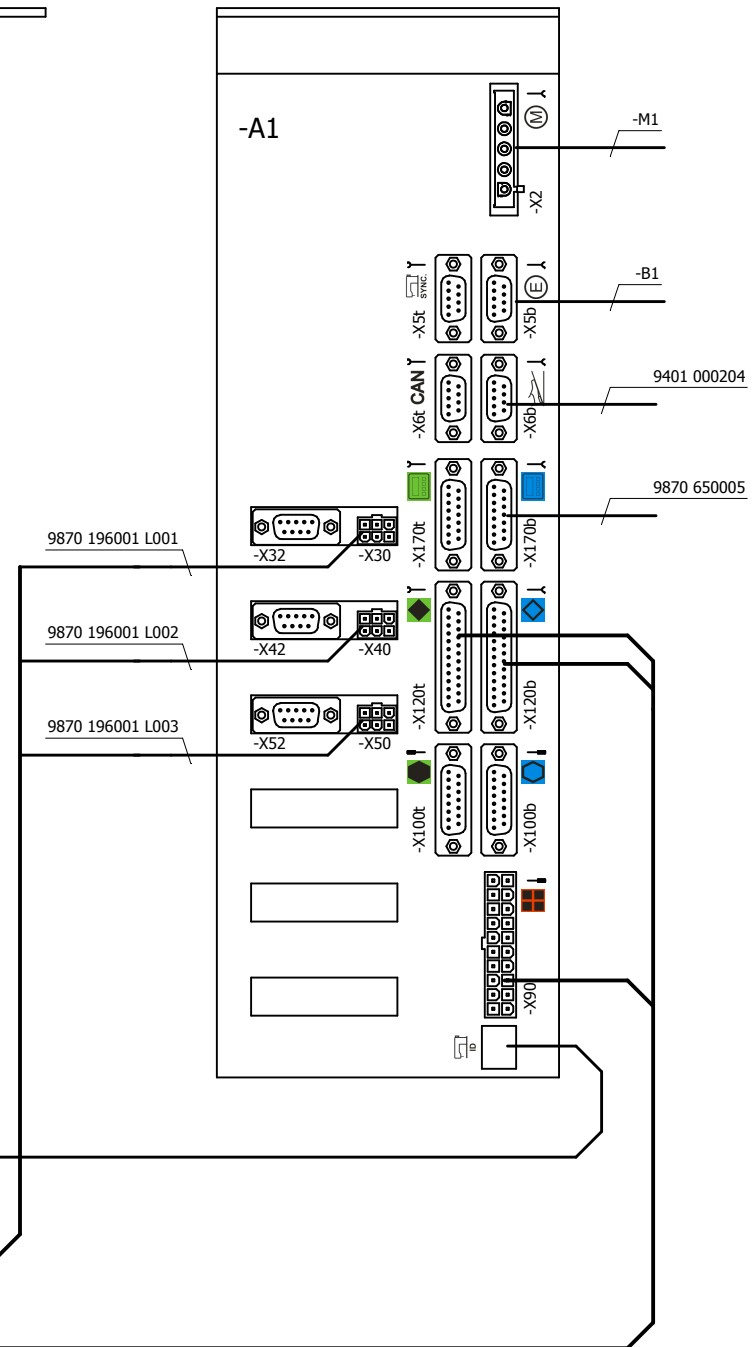 -A1
-M1
M
-X2
SYNC.
-X5t
E
-X5b
-B1
CAN
-X6t
-X6b
9401 000204
-X170t
-X170b
9870 650005
-X32
-X30
9870 196001 L001
-X42
-X40
9870 196001 L002
-X120t
-X120b
-X52
-X50
9870 196001 L003
-X100t
-X100b
-X90
ID